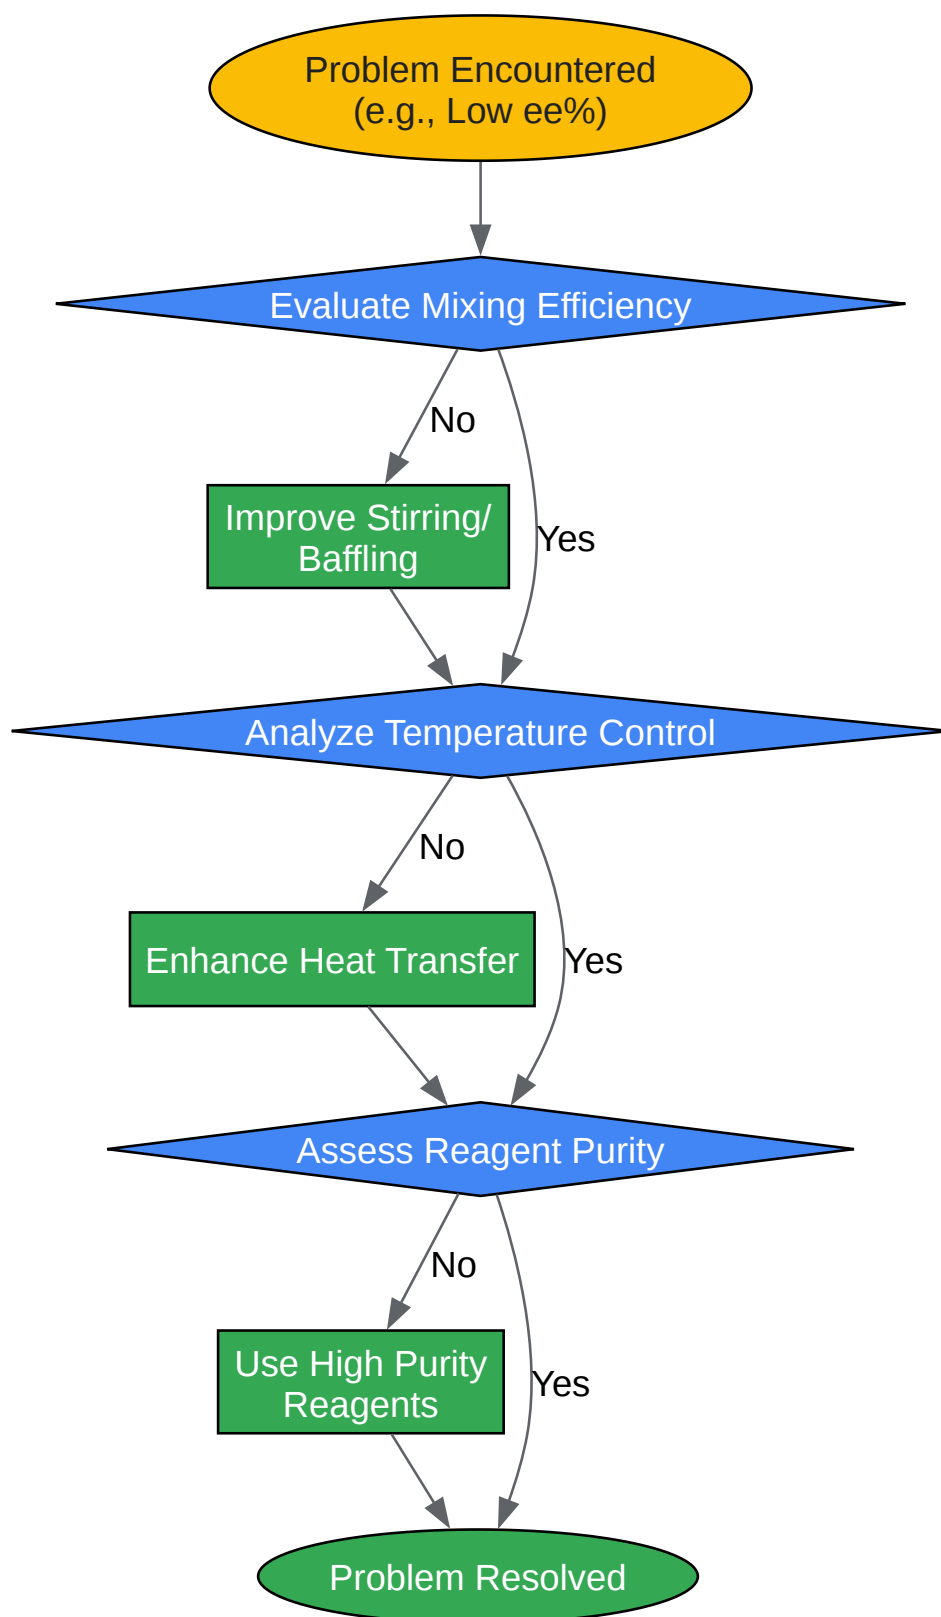 Problem Encountered
(e.g., Low ee%)
Evaluate Mixing Efficiency
No
Improve Stirring/
Baffling
Yes
Analyze Temperature Control
No
Enhance Heat Transfer
Yes
Assess Reagent Purity
No
Use High Purity
Reagents
Yes
Problem Resolved